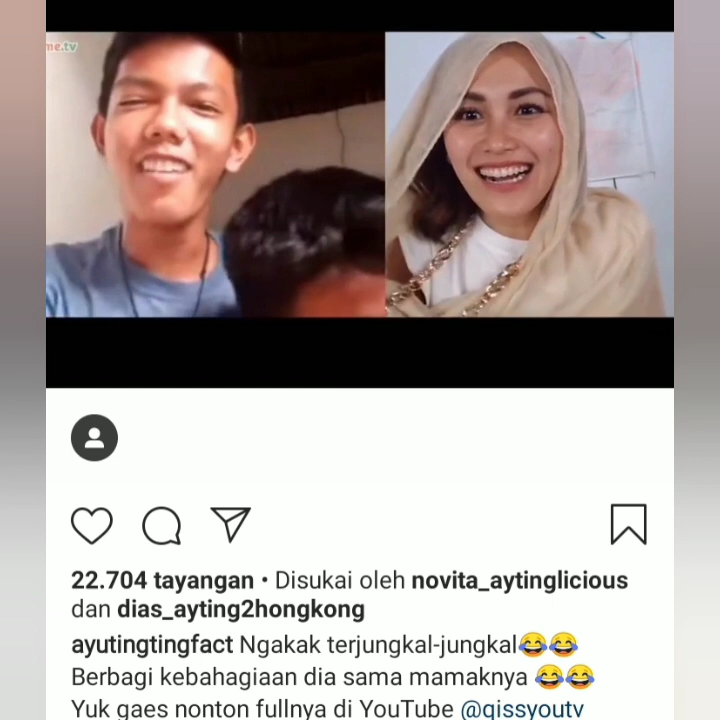 me.tv
22.704 tayangan • Disukai oleh novita_aytinglicious
dan dias_ayting2hongkong
ayutingtingfact Ngakak terjungkal-jungkal😂😂
Berbagi kebahagiaan dia sama mamaknya 😂😂
Yuk gaes nonton fullnya di YouTube @qissyoutv